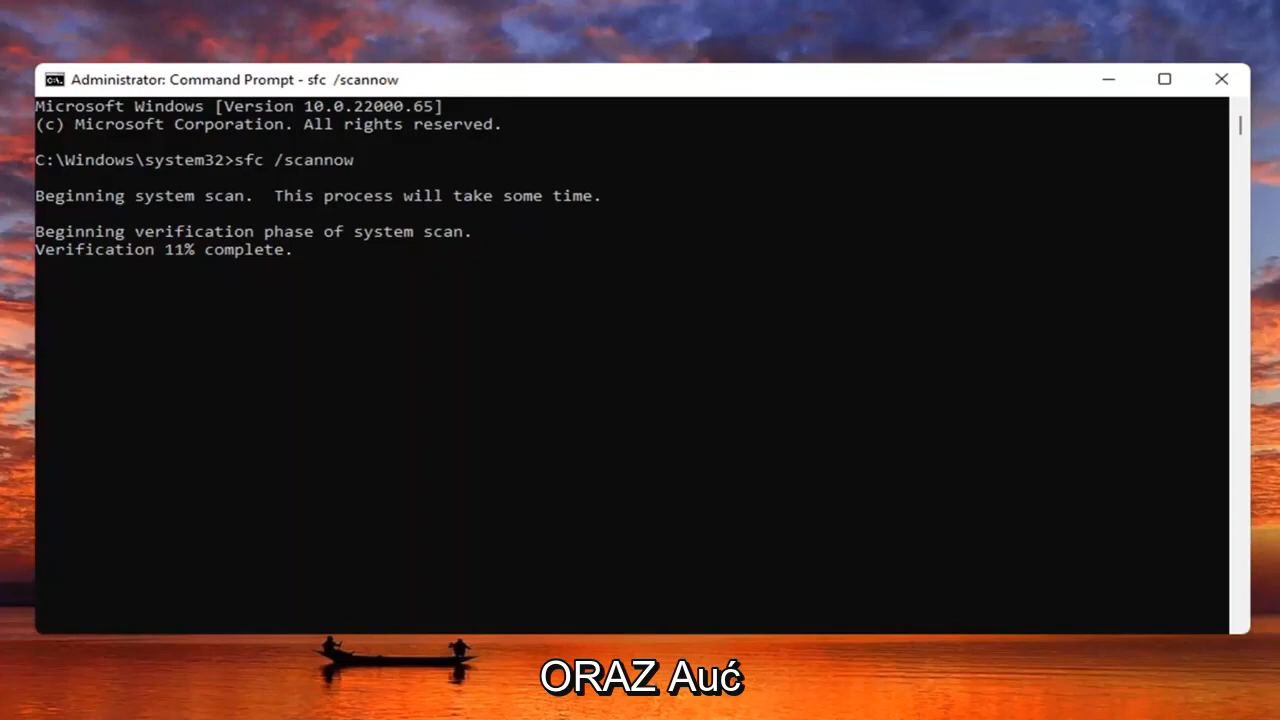 Administrator: Command Prompt - sfc  /scannow
Microsoft Windows [Version 10.0.22000.65]
(c) Microsoft Corporation. All rights reserved.
C:\Windows\system32>sfc /scannow
Beginning system scan.  This process will take some time.
Beginning verification phase of system scan.
Verification 11% complete.
ORAZ Auć